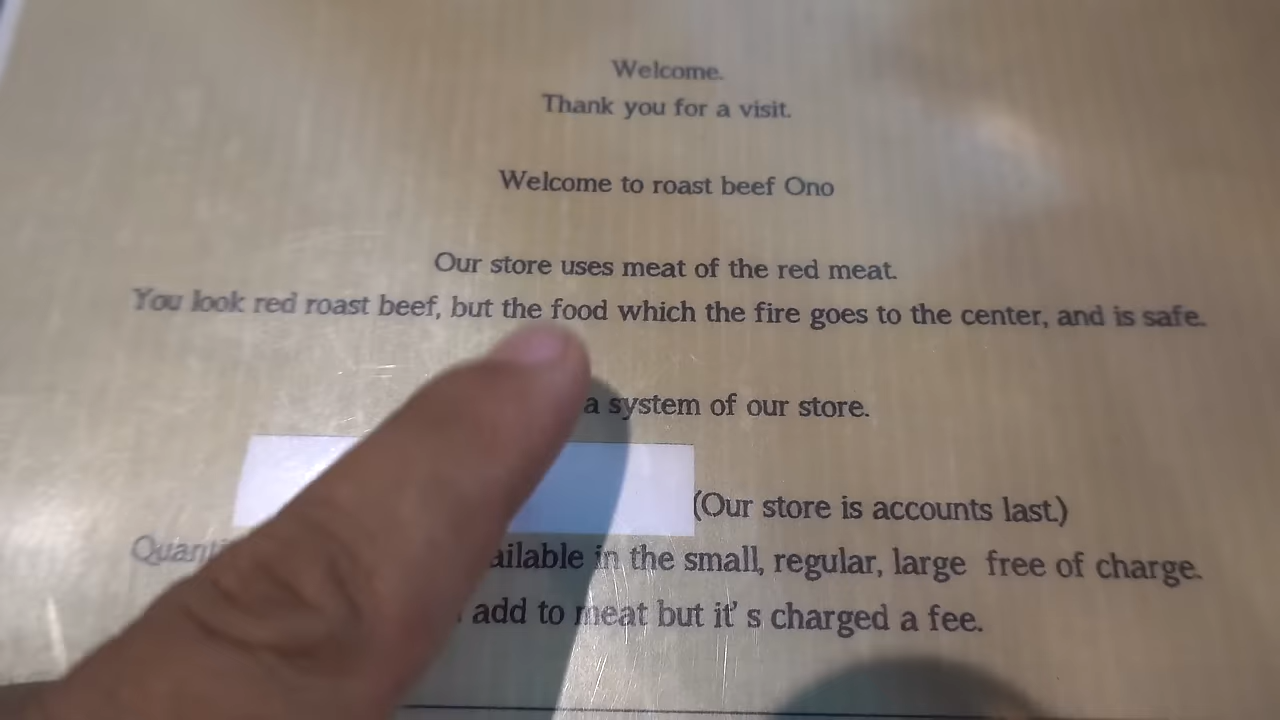 Welcome.
Thank you for a visit.
Welcome to roast beef Ono
Our store uses meat of the red meat.
You look red roast beef, but the food which the fire goes to the center, and is safe.
a system of our store.
(Our store is accounts last.)
in the small, regular, large free of charge.
add to meat but it's charged a fee.